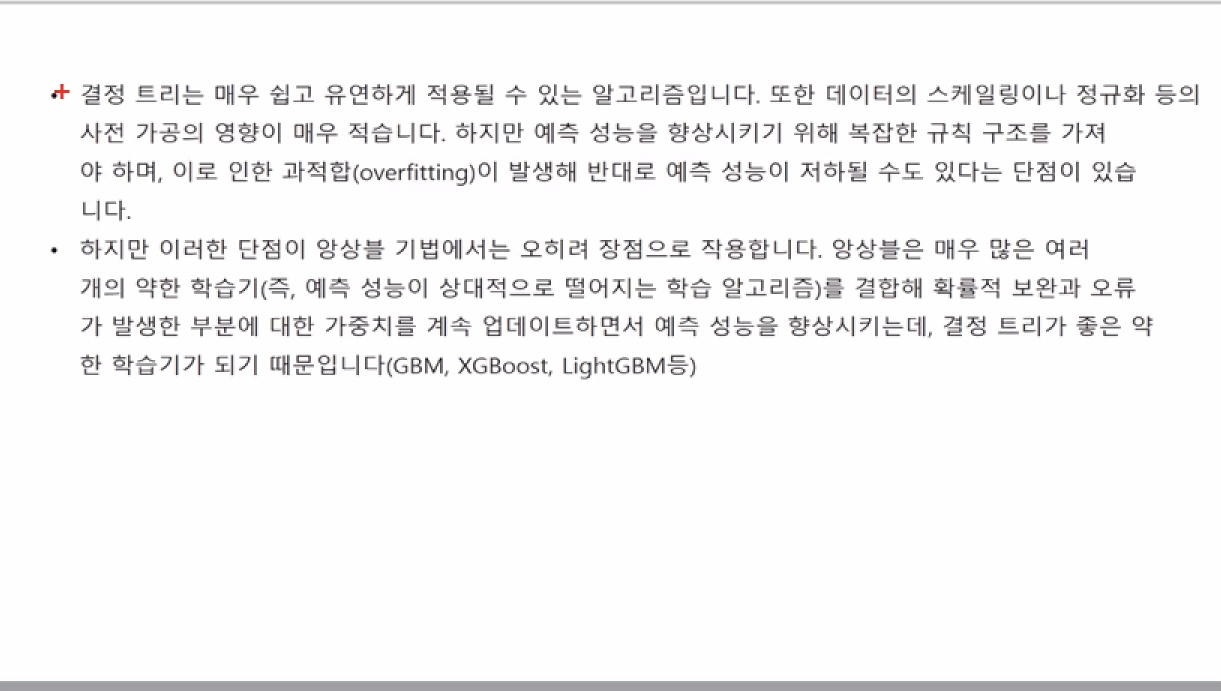 • 결정 트리는 매우 쉽고 유연하게 적용될 수 있는 알고리즘입니다. 또한 데이터의 스케일링이나 정규화 등의
사전 가공의 영향이 매우 적습니다. 하지만 예측 성능을 향상시키기 위해 복잡한 규칙 구조를 가져
야 하며, 이로 인한 과적합(overfitting)이 발생해 반대로 예측 성능이 저하될 수도 있다는 단점이 있습
니다.
• 하지만 이러한 단점이 앙상블 기법에서는 오히려 장점으로 작용합니다. 앙상블은 매우 많은 여러
개의 약한 학습기(즉, 예측 성능이 상대적으로 떨어지는 학습 알고리즘)를 결합해 확률적 보완과 오류
가 발생한 부분에 대한 가중치를 계속 업데이트하면서 예측 성능을 향상시키는데, 결정 트리가 좋은 약
한 학습기가 되기 때문입니다(GBM, XGBoost, LightGBM등)